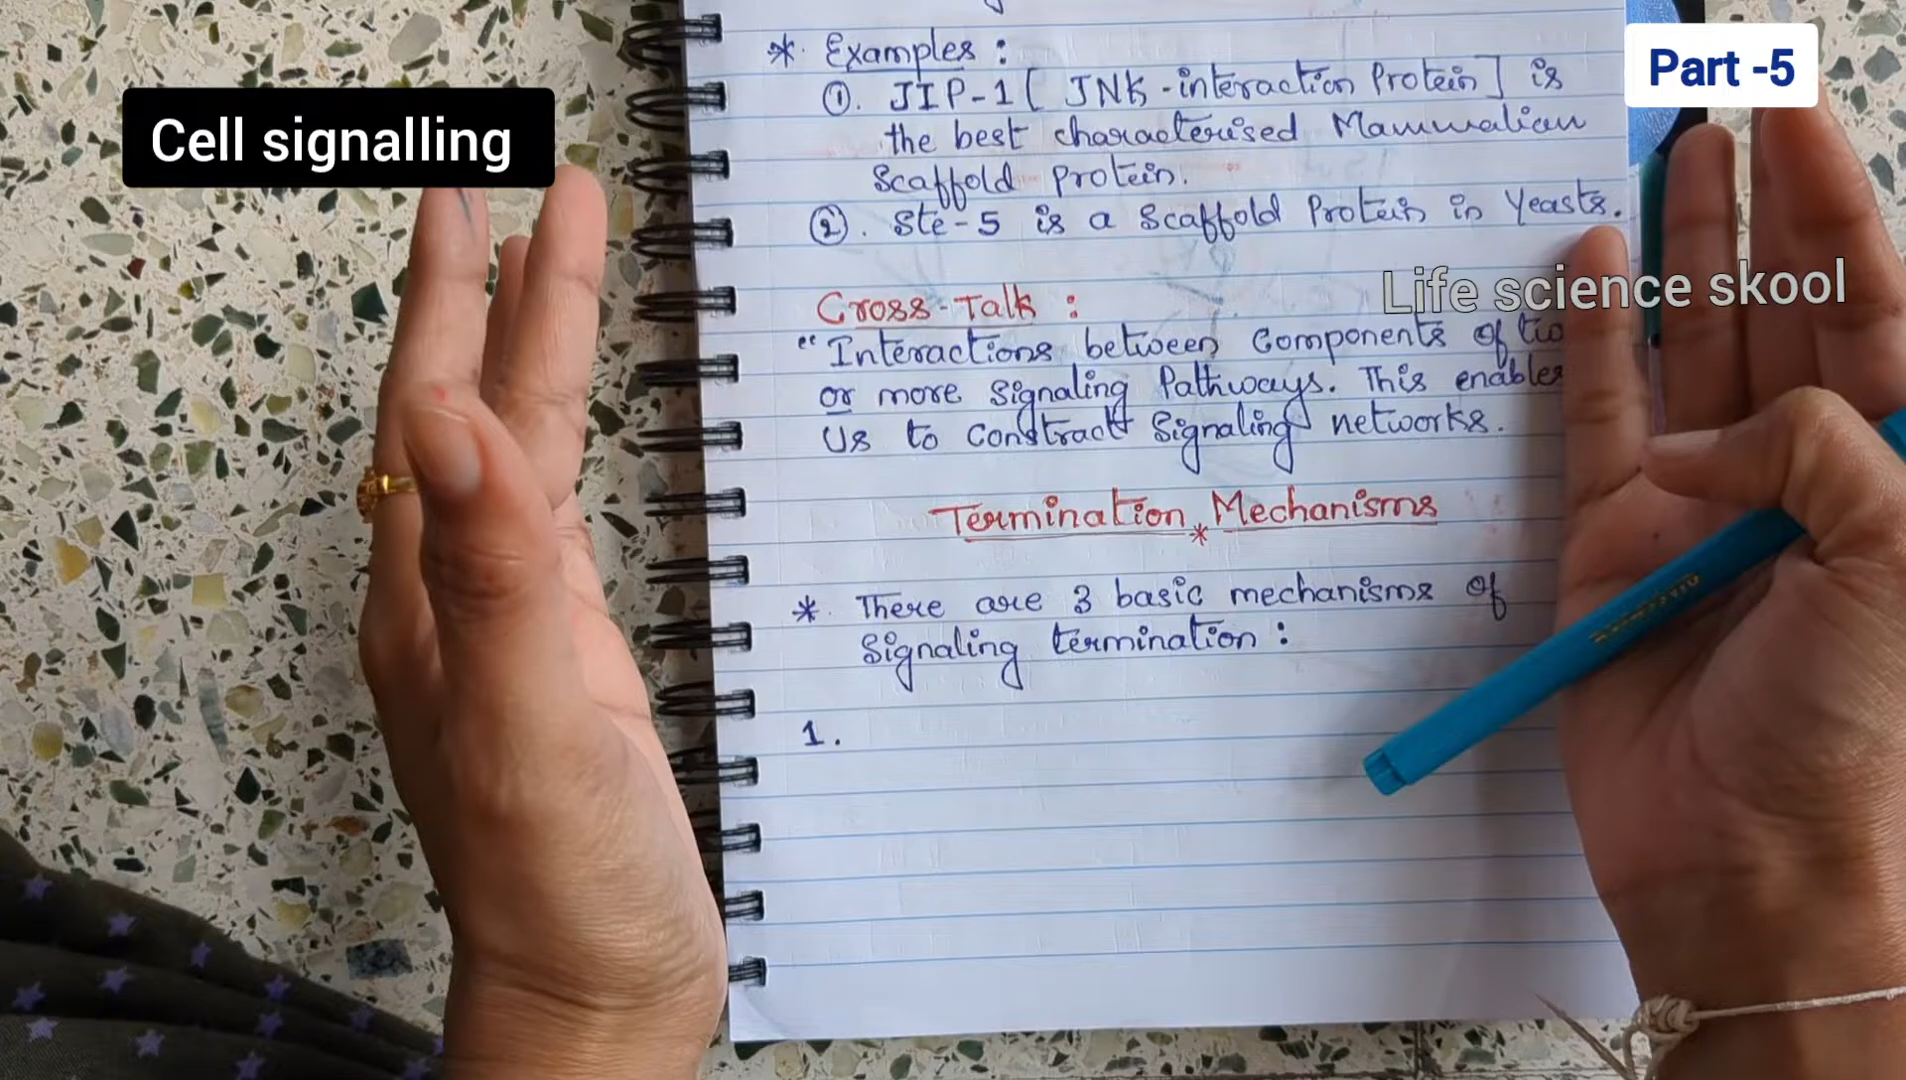 Part -5
Cell signalling
* Examples :
①. JIP-1 [ JNK-interaction Protein ] is
the best characterised Mammalian
Scaffold Protein.
②. Ste-5 is a Scaffold Protein in Yeasts.
Life science skool
Cross-Talk :
“Interactions between Components of
or more Signaling Pathways. This enables
Us to Constract Signaling networks.
Termination Mechanisms
*
*. There are 3 basic mechanisms of
Signaling termination :
1.